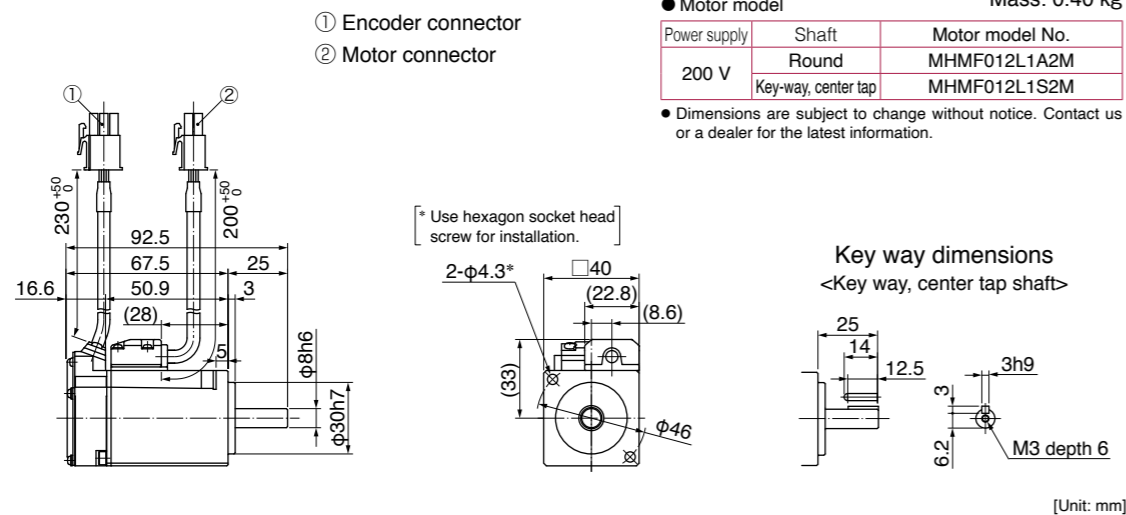 ① Encoder connector
② Motor connector
● Motor model
Mass: 0.40 kg
Power supply Shaft Motor model No.
200 V Round MHMF012L1A2M
Key-way, center tap MHMF012L1S2M
● Dimensions are subject to change without notice. Contact us
or a dealer for the latest information.
① ②
230 +50 0
200 +50 0
92.5
67.5 25
16.6 50.9 3
(28)
5
φ8h6
φ30h7
* Use hexagon socket head
screw for installation.
2-φ4.3* □40
(22.8)
(8.6)
(33)
φ46
Key way dimensions
<Key way, center tap shaft>
25
14
12.5
3h9
3
6.2
M3 depth 6
[Unit: mm]